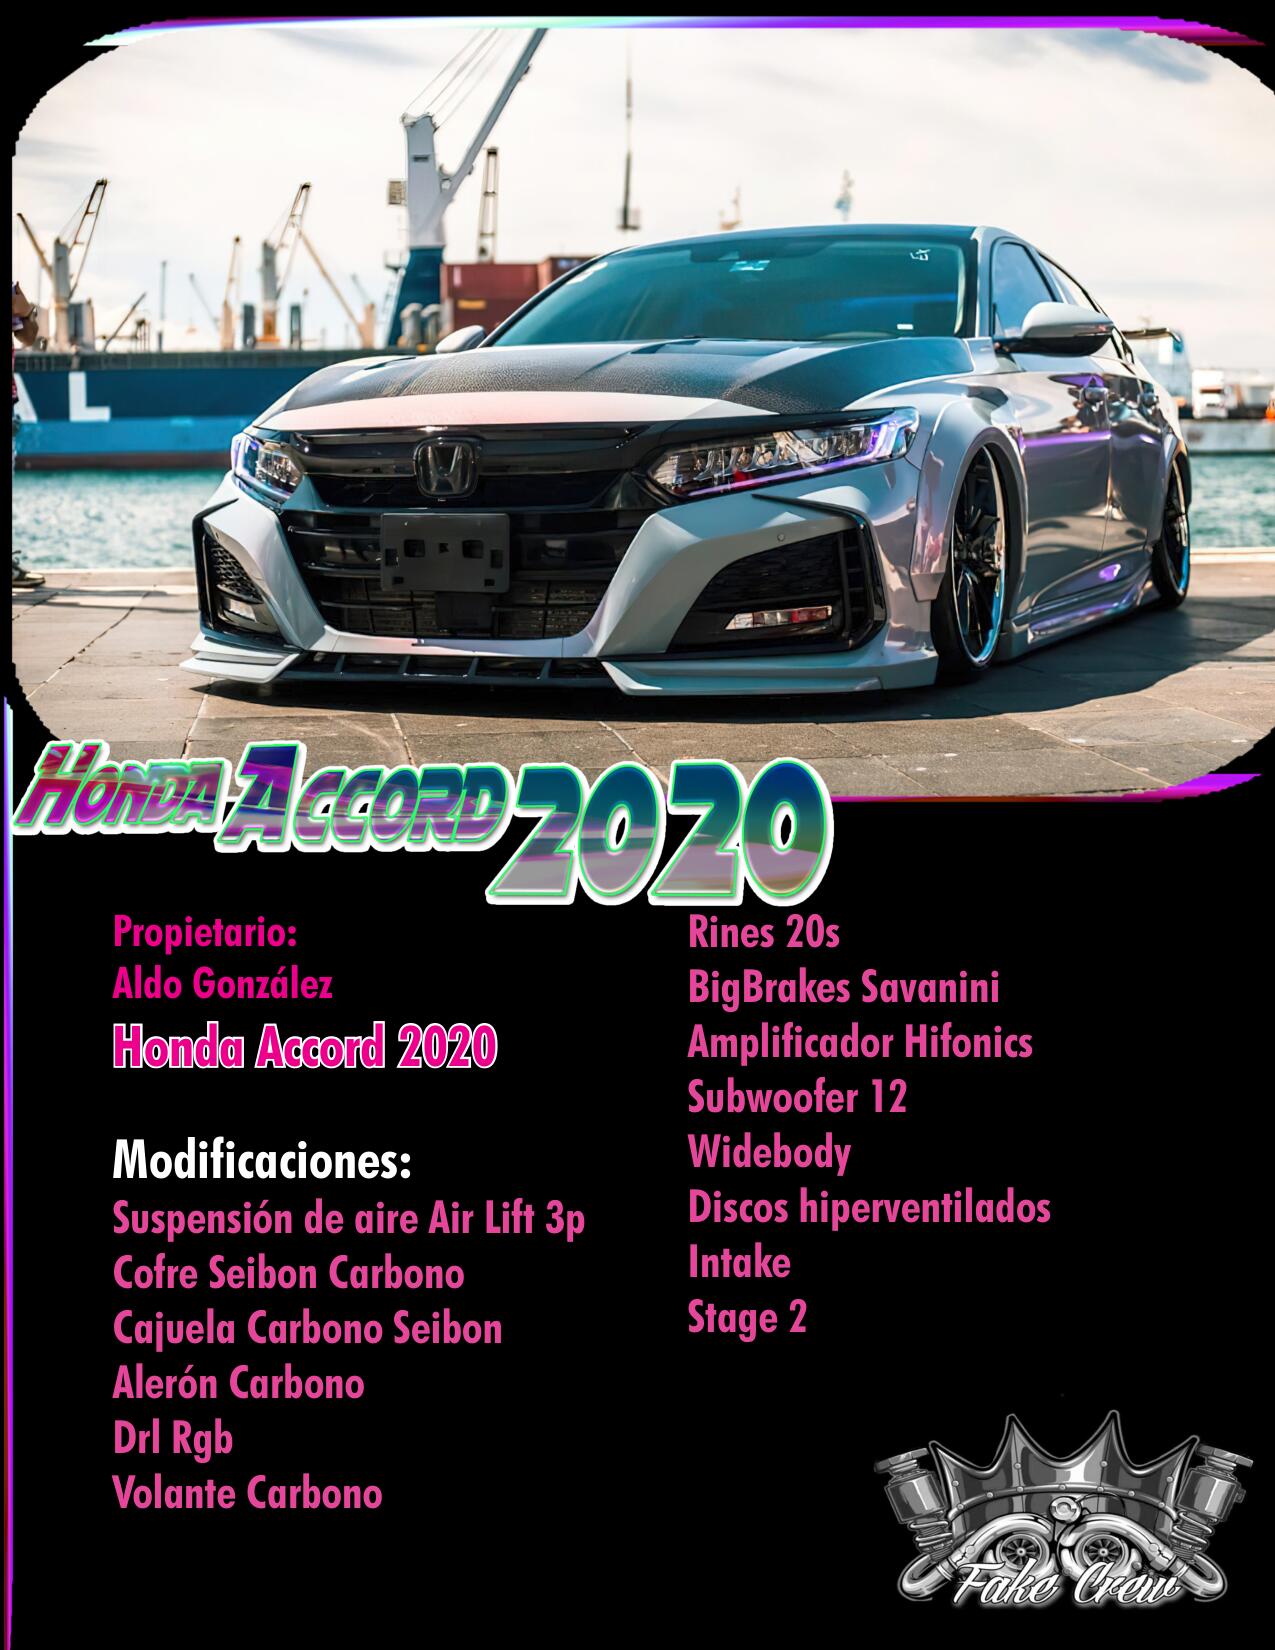 AL
Honda Accord 2020
Propietario:
Aldo González
Honda Accord 2020
Modificaciones:
Suspensión de aire Air Lift 3p
Cofre Seibon Carbono
Cajuela Carbono Seibon
Alerón Carbono
Drl Rgb
Volante Carbono
Rines 20s
BigBrakes Savanini
Amplificador Hifonics
Subwoofer 12
Widebody
Discos hiperventilados
Intake
Stage 2
Fake Crew